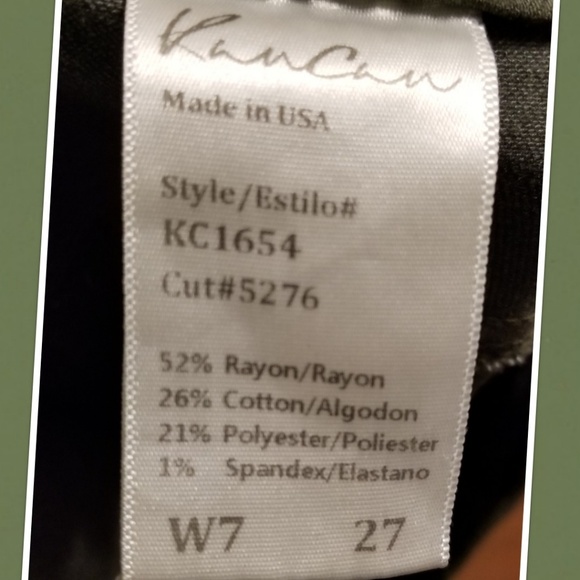 KanCan
Made in USA
Style/Estilo#
KC1654
Cut#5276
52% Rayon/Rayon
26% Cotton/Algodon
21% Polyester/Poliester
1% Spandex/Elastano
W7 27